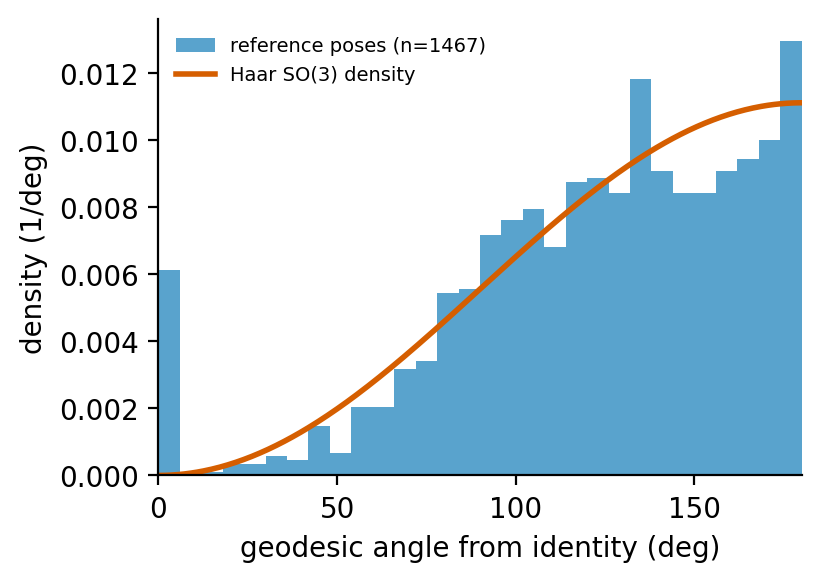 reference poses (n=1467)
Haar SO(3) density
density (1/deg)
0.012
0.010
0.008
0.006
0.004
0.002
0.000
0 50 100 150
geodesic angle from identity (deg)